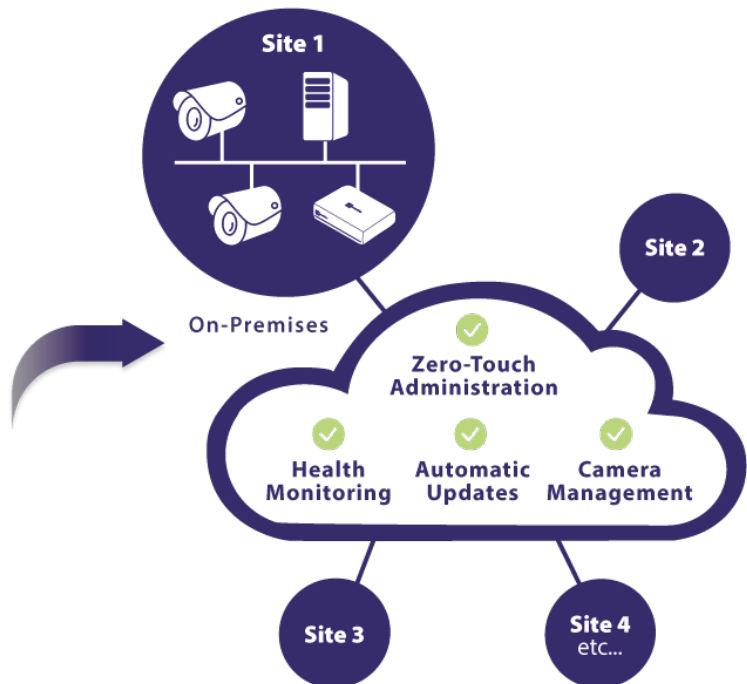 Site 1
On-Premises
Site 2
Zero-Touch
Administration
Health
Monitoring
Automatic
Updates
Camera
Management
Site 3
Site 4
etc...